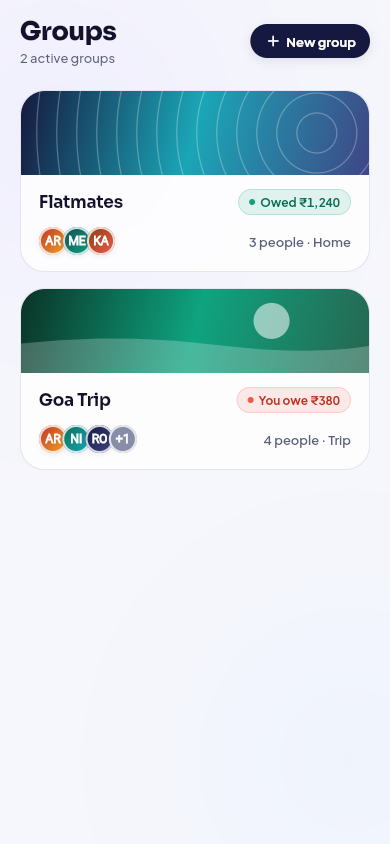 Groups
2 active groups
+ New group
Flatmates
Owed ₹1,240
AR ME KA
3 people · Home
Goa Trip
You owe ₹380
AR NI RO +1
4 people · Trip